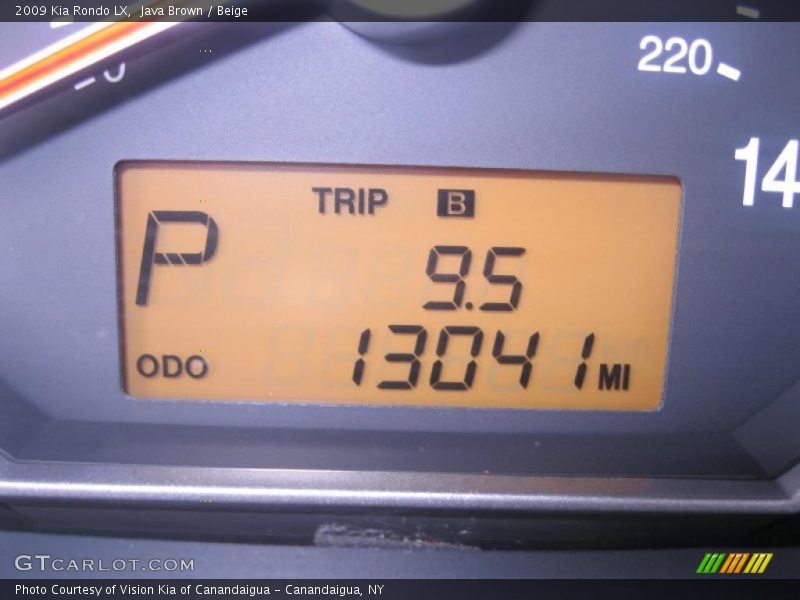 2009 Kia Rondo LX,  Java Brown / Beige
0
220
14
TRIP B
P
9.5
ODO 13041 MI
GTCARLOT.COM
Photo Courtesy of Vision Kia of Canandaigua - Canandaigua, NY